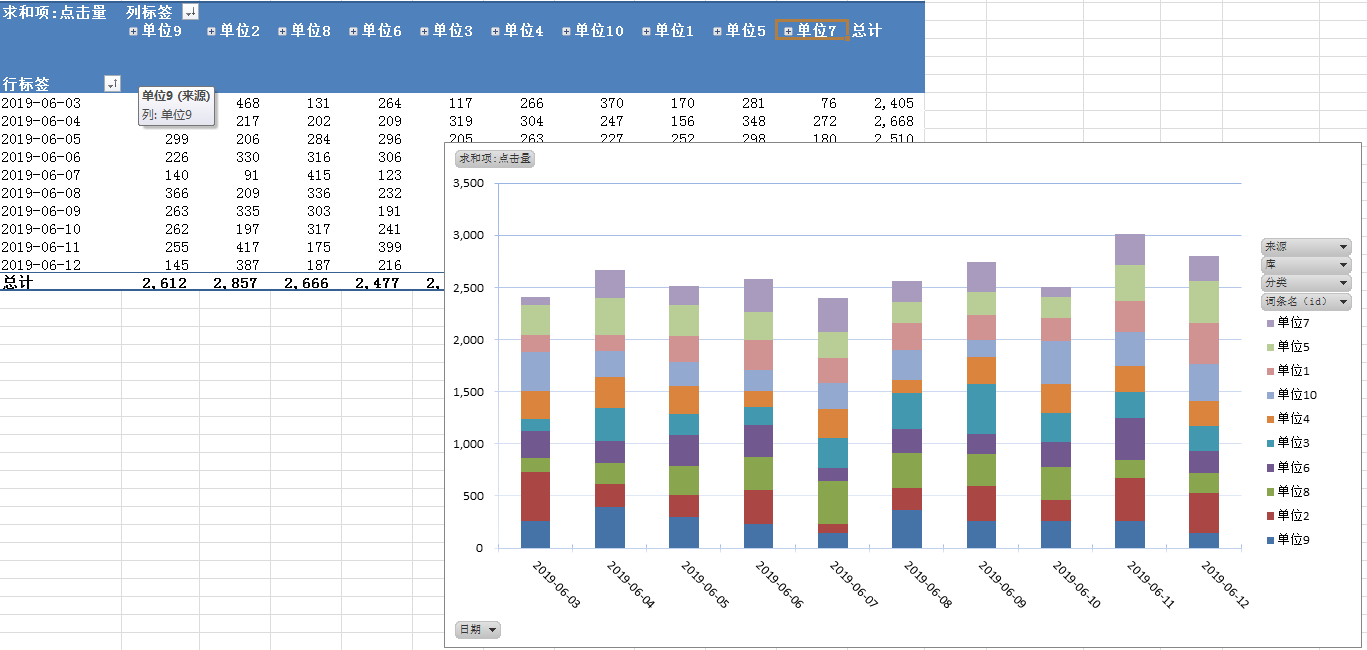 求和项:点击量 列标签
单位9 单位2 单位8 单位6 单位3 单位4 单位10 单位1 单位5 单位7 总计
行标签
单位9 (来源)
列: 单位9
2019-06-03 468 131 264 117 266 370 170 281 76 2,405
2019-06-04 217 202 209 319 304 247 156 348 272 2,668
2019-06-05 299 206 284 296 205 263 227 252 298 180 2,510
2019-06-06 226 330 316 306
2019-06-07 140 91 415 123
2019-06-08 366 209 336 232
2019-06-09 263 335 303 191
2019-06-10 262 197 317 241
2019-06-11 255 417 175 399
2019-06-12 145 387 187 216
总计 2,612 2,857 2,666 2,477 2,
求和项:点击量
3,500
3,000
2,500
2,000
1,500
1,000
500
0
2019-06-03
2019-06-04
2019-06-05
2019-06-06
2019-06-07
2019-06-08
2019-06-09
2019-06-10
2019-06-11
2019-06-12
日期
来源
库
分类
词条名（id）
单位7
单位5
单位1
单位10
单位4
单位3
单位6
单位8
单位2
单位9